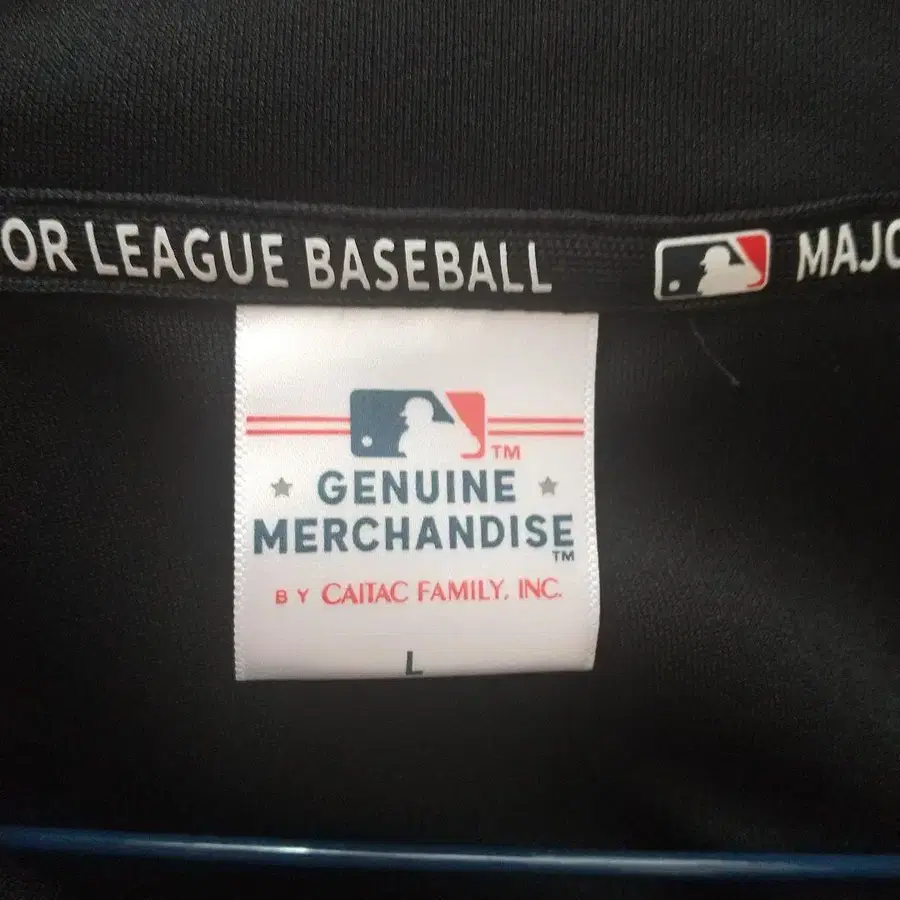 OR LEAGUE BASEBALL MAJO
TM
GENUINE
MERCHANDISE
TM
BY CAITAC FAMILY, INC.
L